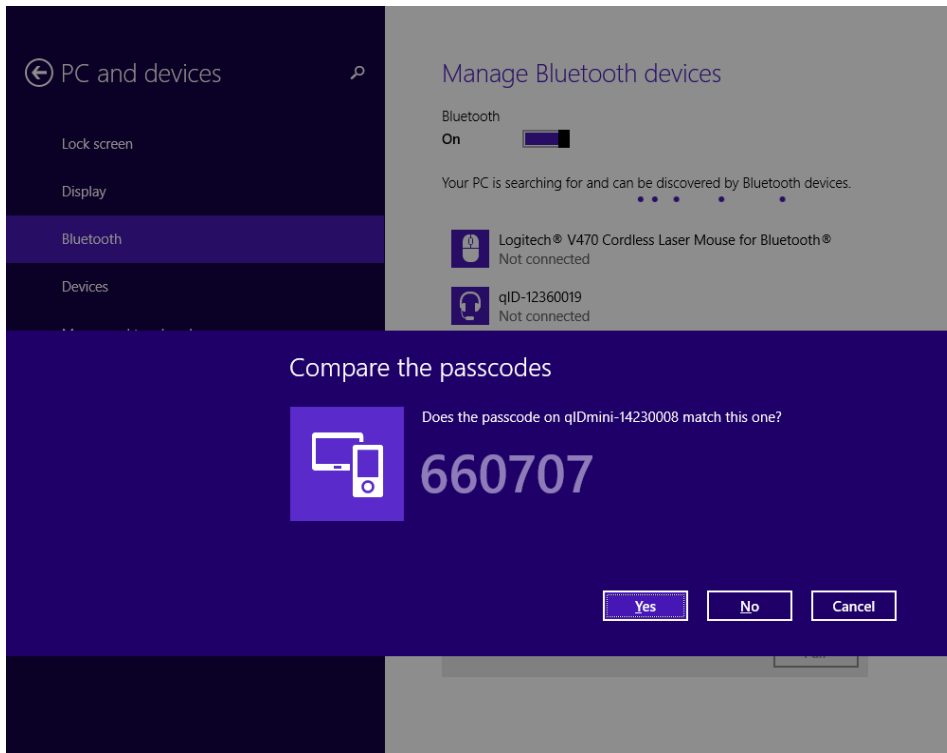 PC and devices
Lock screen
Display
Bluetooth
Devices
Manage Bluetooth devices
Bluetooth
On
Your PC is searching for and can be discovered by Bluetooth devices.
Logitech® V470 Cordless Laser Mouse for Bluetooth®
Not connected
qID-12360019
Not connected
Compare the passcodes
Does the passcode on qIDmini-14230008 match this one?
660707
Yes
No
Cancel